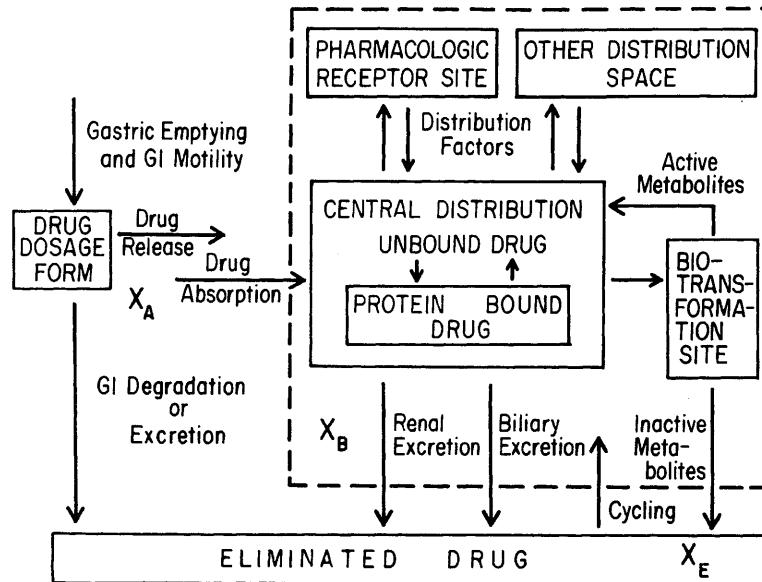 PHARMACOLOGIC
RECEPTOR SITE
OTHER DISTRIBUTION
SPACE
Gastric Emptying
and GI Motility
Distribution
Factors
Active
Metabolites
DRUG
DOSAGE
FORM
Drug
Release
Drug
Absorption
X_A
CENTRAL DISTRIBUTION
UNBOUND DRUG
PROTEIN BOUND
DRUG
BIO-
TRANS-
FORMA-
TION
SITE
GI Degradation
or
Excretion
X_B
Renal
Excretion
Biliary
Excretion
Inactive
Meta-
bolites
Cycling
ELIMINATED DRUG
X_E